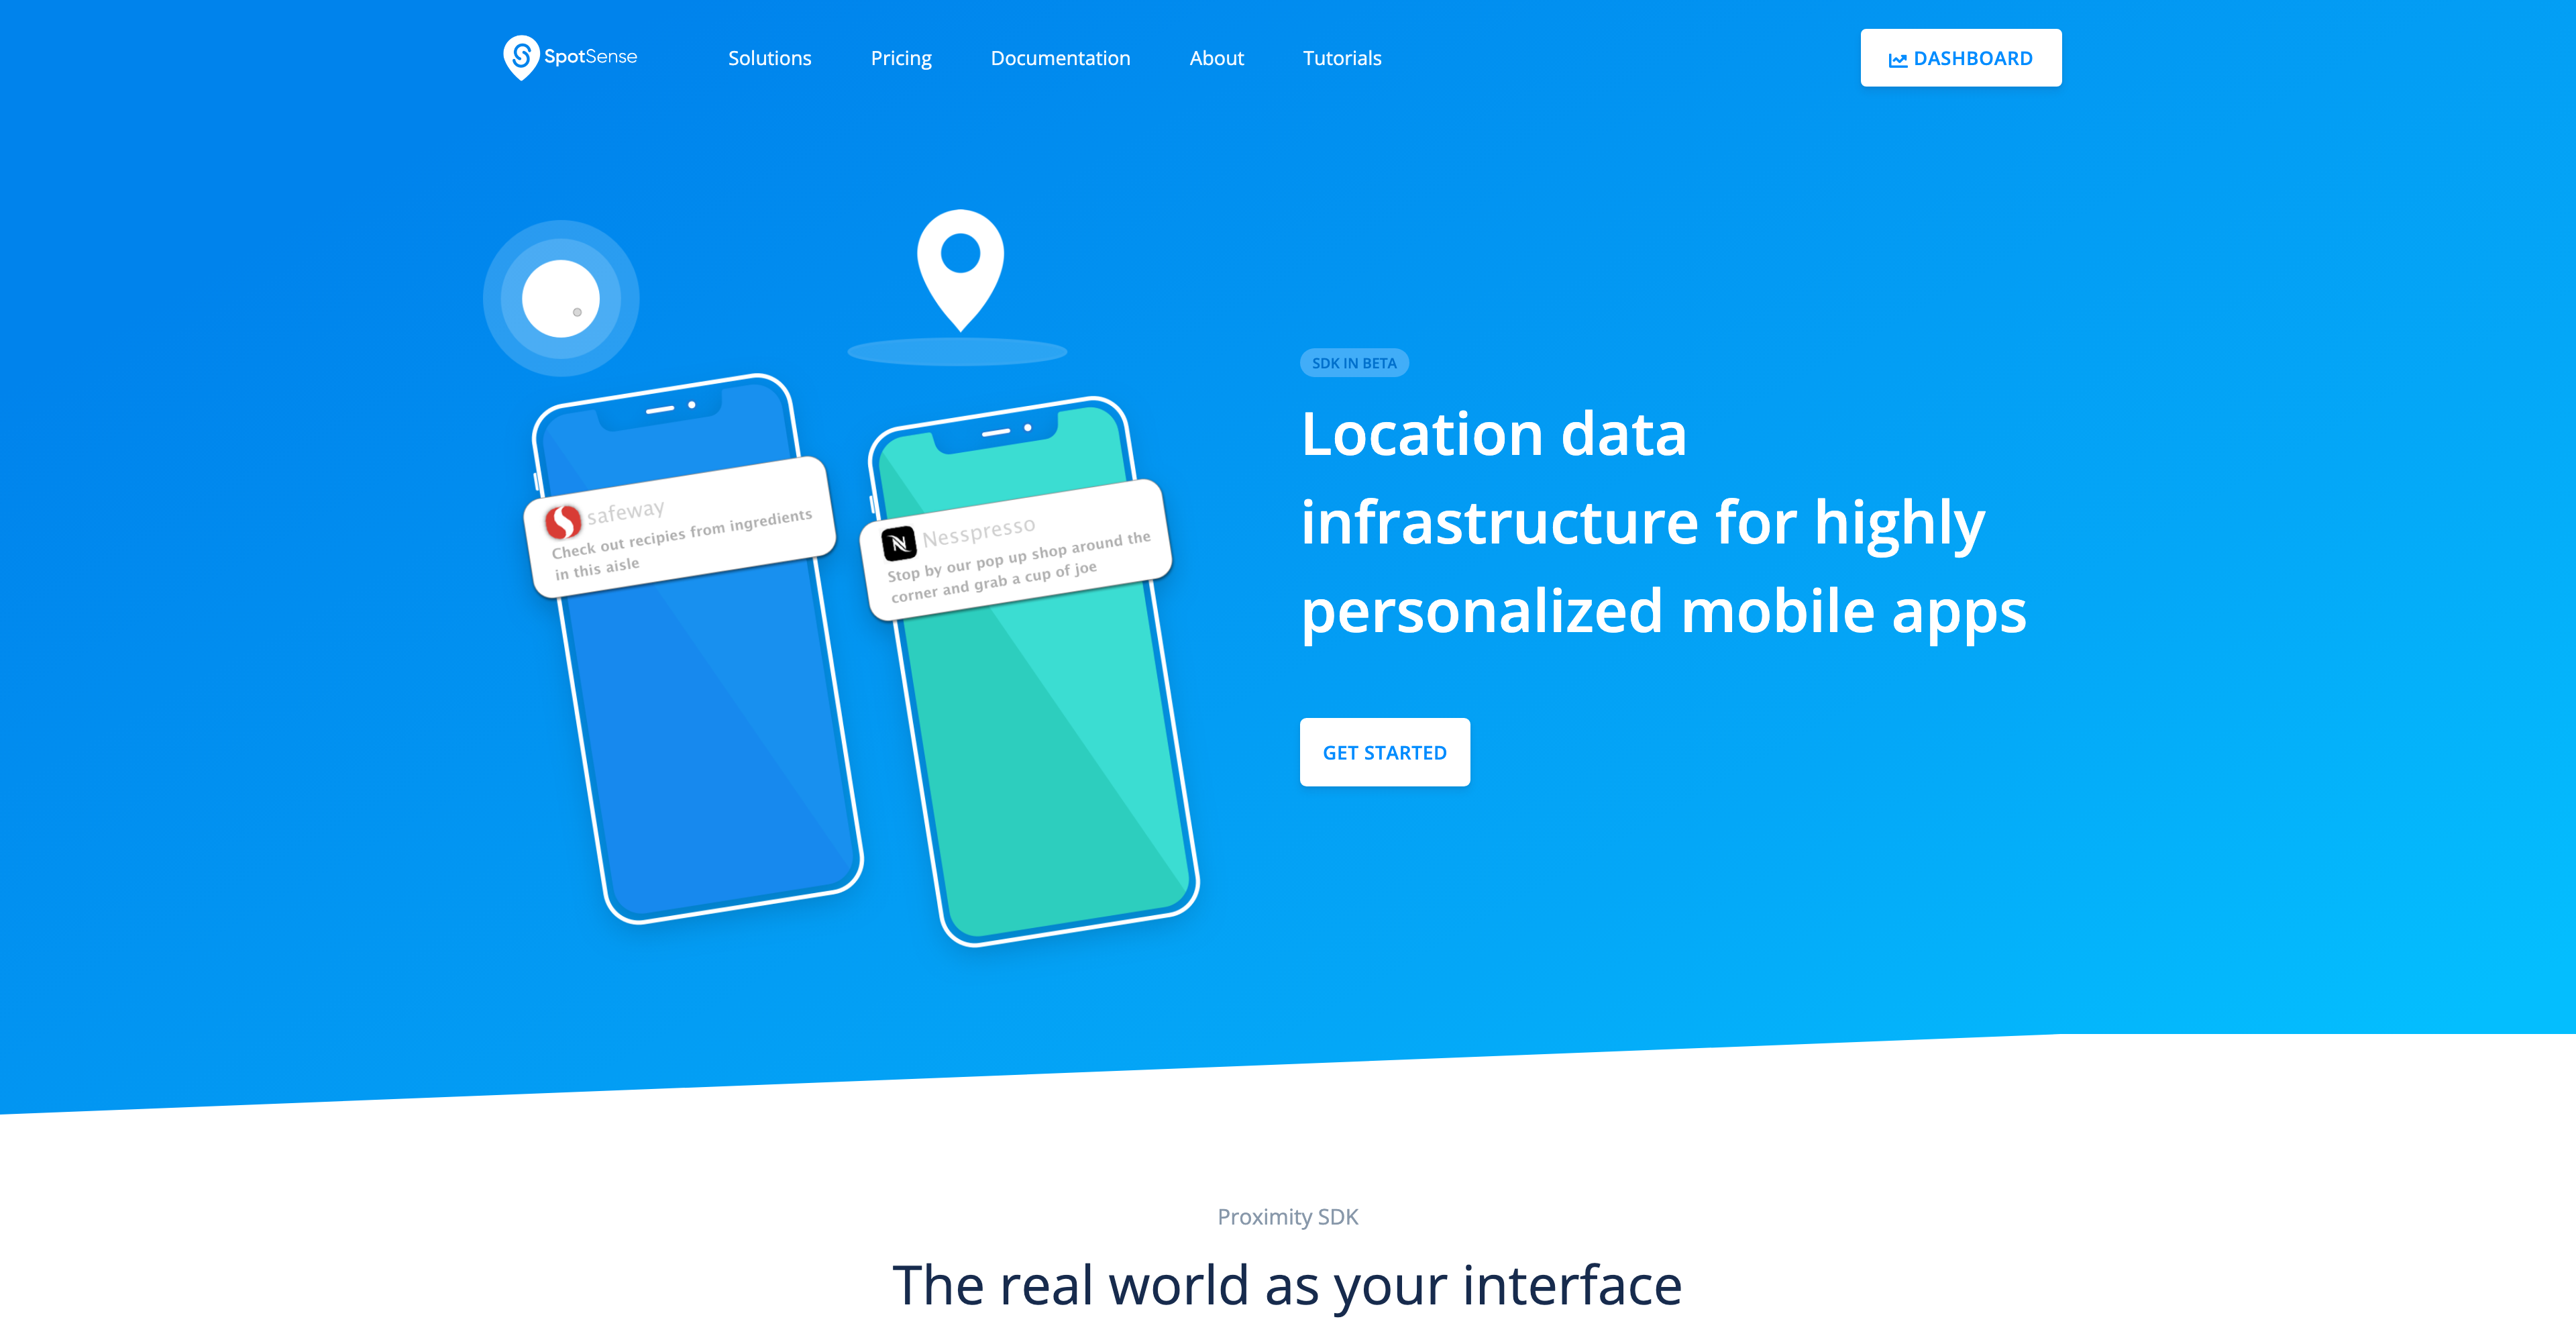 SpotSense
Solutions
Pricing
Documentation
About
Tutorials
DASHBOARD
safeway
Check out recipies from ingredients
in this aisle
Nesspresso
Stop by our pop up shop around the
corner and grab a cup of joe
SDK IN BETA
Location data
infrastructure for highly
personalized mobile apps
GET STARTED
Proximity SDK
The real world as your interface